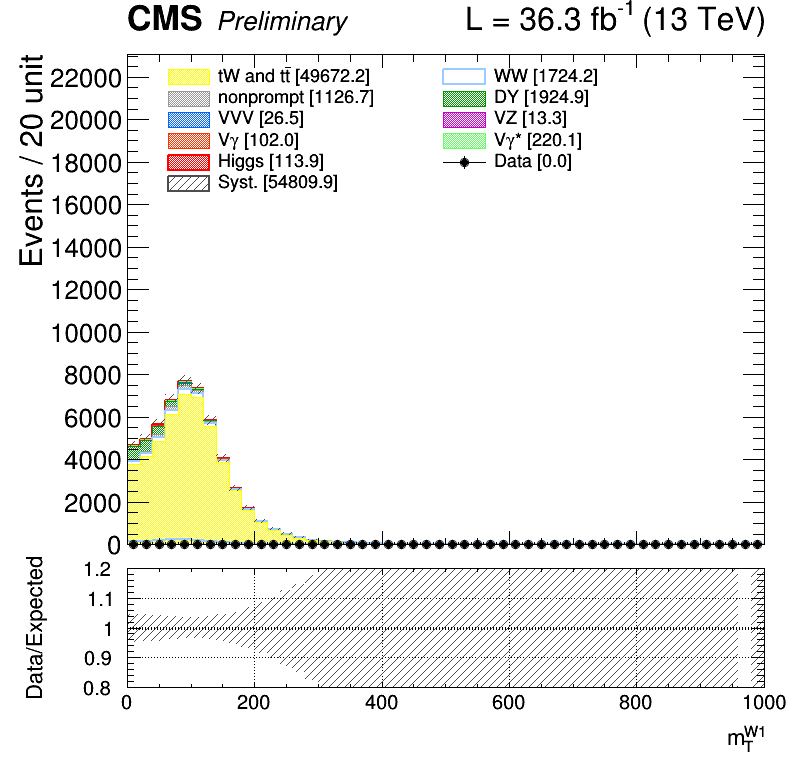 CMS Preliminary L = 36.3 fb-1 (13 TeV)
Events / 20 unit
22000
20000
18000
16000
14000
12000
10000
8000
6000
4000
2000
0
tW and tt̄ [49672.2]
nonprompt [1126.7]
VVV [26.5]
Vγ [102.0]
Higgs [113.9]
Syst. [54809.9]
WW [1724.2]
DY [1924.9]
VZ [13.3]
Vγ* [220.1]
Data [0.0]
Data/Expected
1.2
1.1
1
0.9
0.8
0 200 400 600 800 1000
mTW1